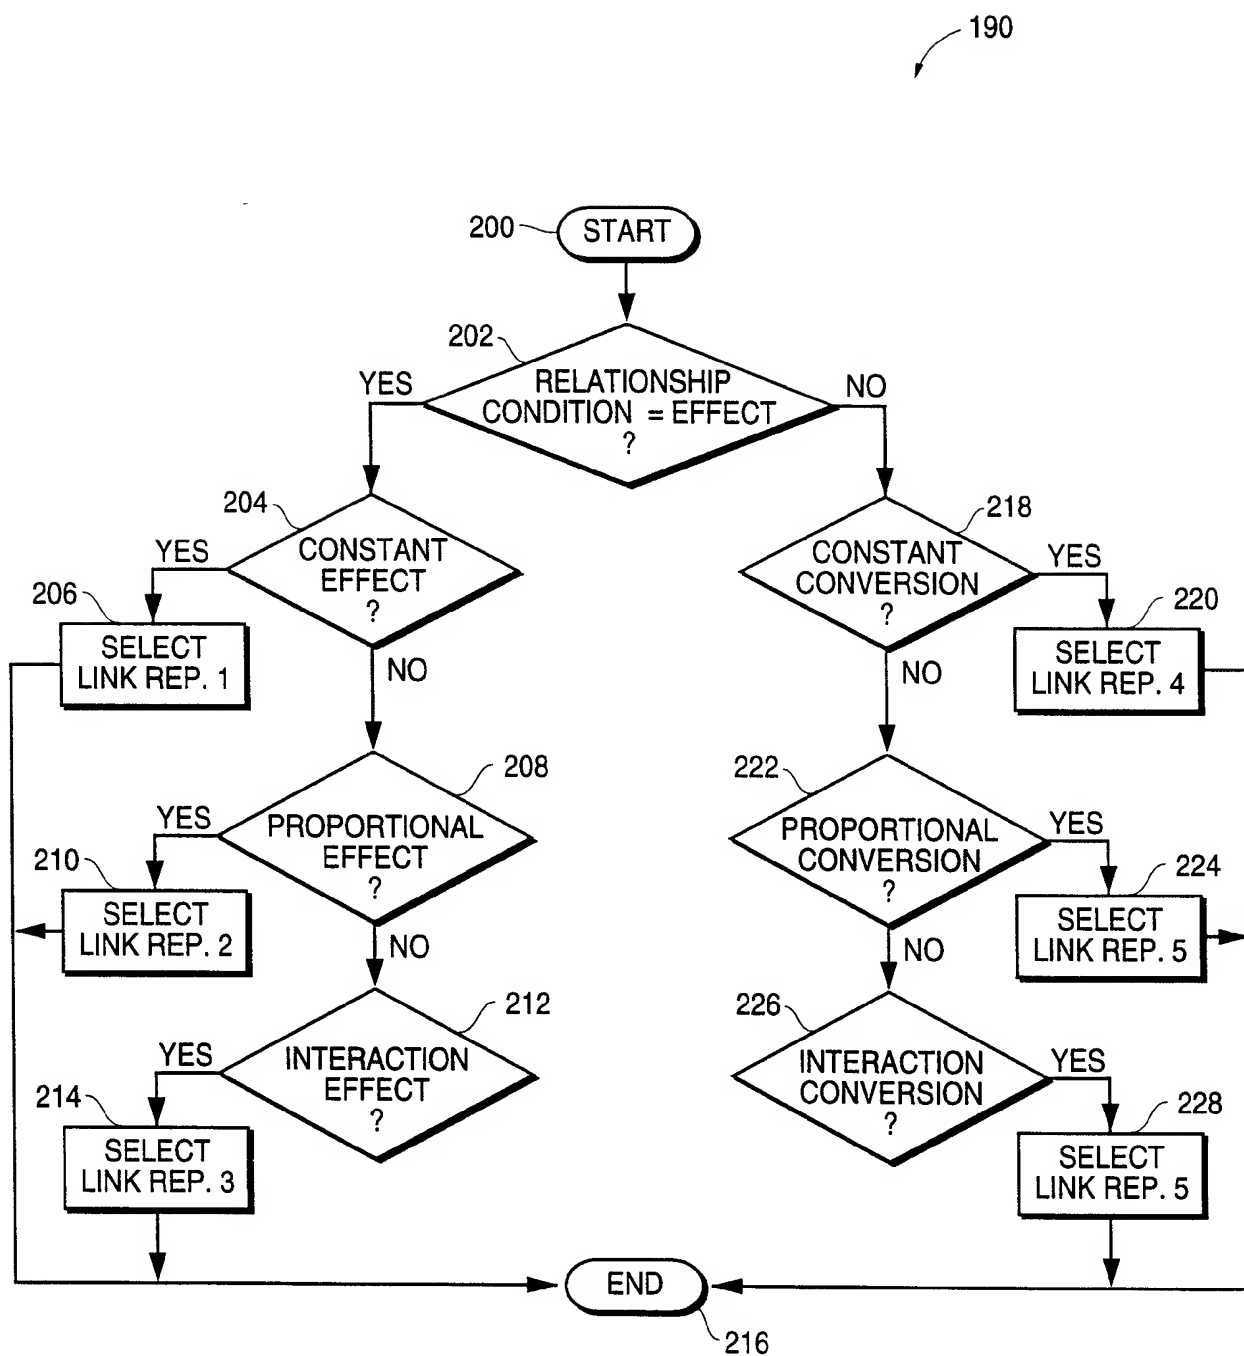 190
200
START
202
YES
RELATIONSHIP
CONDITION = EFFECT
?
NO
204
YES
CONSTANT
EFFECT
?
NO
206
SELECT
LINK REP. 1
208
YES
PROPORTIONAL
EFFECT
?
NO
210
SELECT
LINK REP. 2
212
YES
INTERACTION
EFFECT
?
214
SELECT
LINK REP. 3
218
CONSTANT
CONVERSION
?
YES
NO
220
SELECT
LINK REP. 4
222
PROPORTIONAL
CONVERSION
?
YES
NO
224
SELECT
LINK REP. 5
226
INTERACTION
CONVERSION
?
YES
228
SELECT
LINK REP. 5
END
216